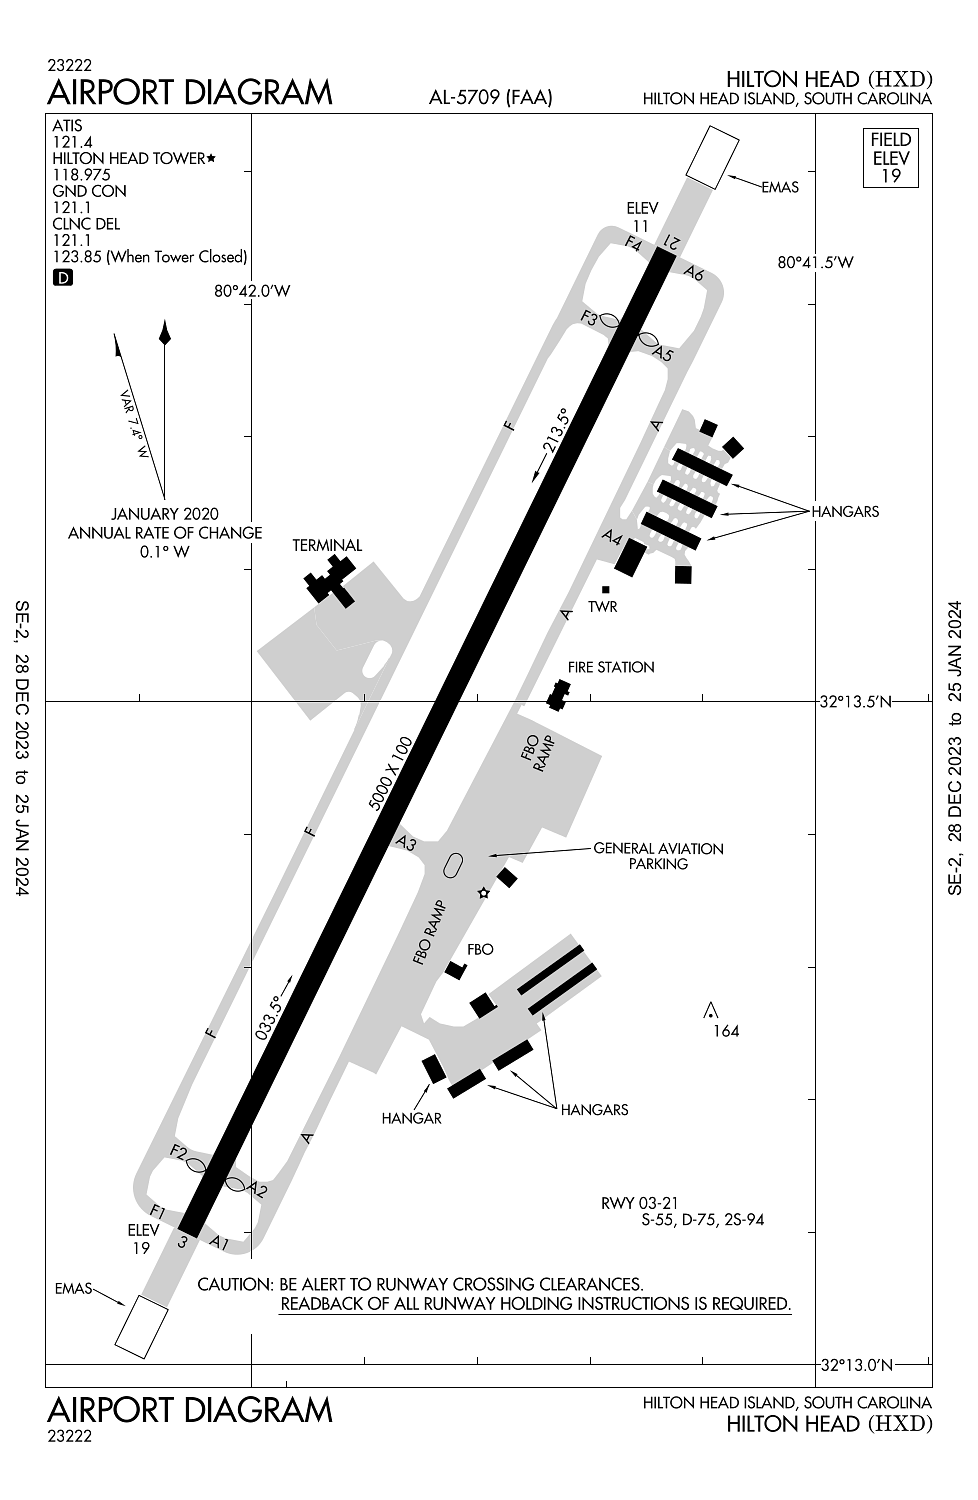 23222
AIRPORT DIAGRAM
AL-5709 (FAA)
HILTON HEAD (HXD)
HILTON HEAD ISLAND, SOUTH CAROLINA
ATIS
121.4
HILTON HEAD TOWER★
118.975
GND CON
121.1
CLNC DEL
121.1
123.85 (When Tower Closed)
D
FIELD
ELEV
19
EMAS
ELEV
11
F4
21
A6
80°41.5'W
80°42.0'W
F3
A5
VAR 7.4° W
F
213.5°
A
JANUARY 2020
ANNUAL RATE OF CHANGE
0.1° W
HANGARS
A4
TERMINAL
TWR
A
FIRE STATION
32°13.5'N
FBO
RAMP
5000 X 100
F
A3
GENERAL AVIATION
PARKING
FBO RAMP
FBO
033.5°
F
164
HANGAR
HANGARS
A
F2
A2
F1
RWY 03-21
S-55, D-75, 2S-94
ELEV
19
3
A1
EMAS
CAUTION: BE ALERT TO RUNWAY CROSSING CLEARANCES.
READBACK OF ALL RUNWAY HOLDING INSTRUCTIONS IS REQUIRED.
32°13.0'N
SE-2, 28 DEC 2023 to 25 JAN 2024
SE-2, 28 DEC 2023 to 25 JAN 2024
AIRPORT DIAGRAM
23222
HILTON HEAD ISLAND, SOUTH CAROLINA
HILTON HEAD (HXD)